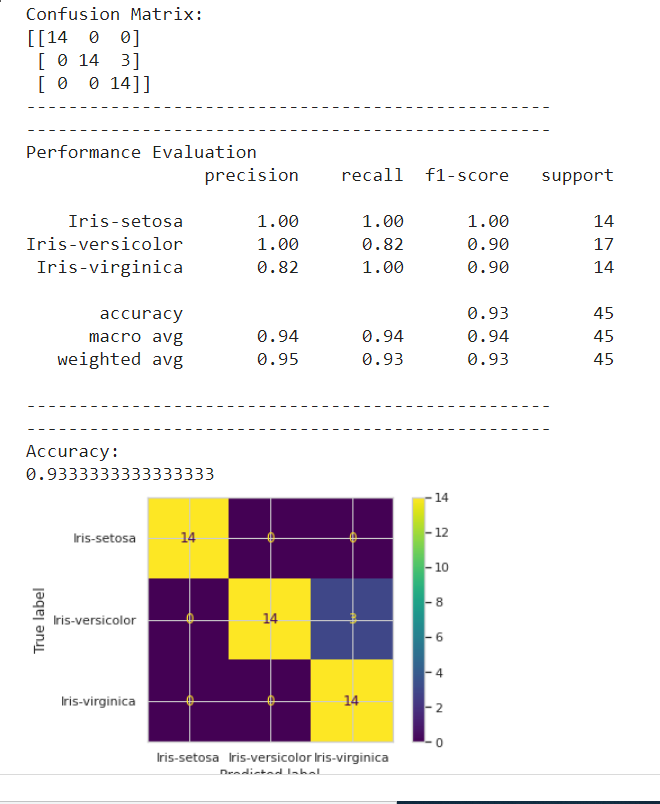 Confusion Matrix:
[[14  0  0]
 [ 0 14  3]
 [ 0  0 14]]
----------------------------------------------------
----------------------------------------------------
Performance Evaluation
                 precision    recall  f1-score   support

    Iris-setosa       1.00      1.00      1.00        14
Iris-versicolor       1.00      0.82      0.90        17
 Iris-virginica       0.82      1.00      0.90        14

       accuracy                           0.93        45
      macro avg       0.94      0.94      0.94        45
   weighted avg       0.95      0.93      0.93        45

----------------------------------------------------
----------------------------------------------------
Accuracy:
0.9333333333333333
14
12
10
8
6
4
2
0
True label
Iris-setosa 14 0 0
Iris-versicolor 0 14 3
Iris-virginica 0 0 14
Iris-setosa Iris-versicolor Iris-virginica
Predicted label